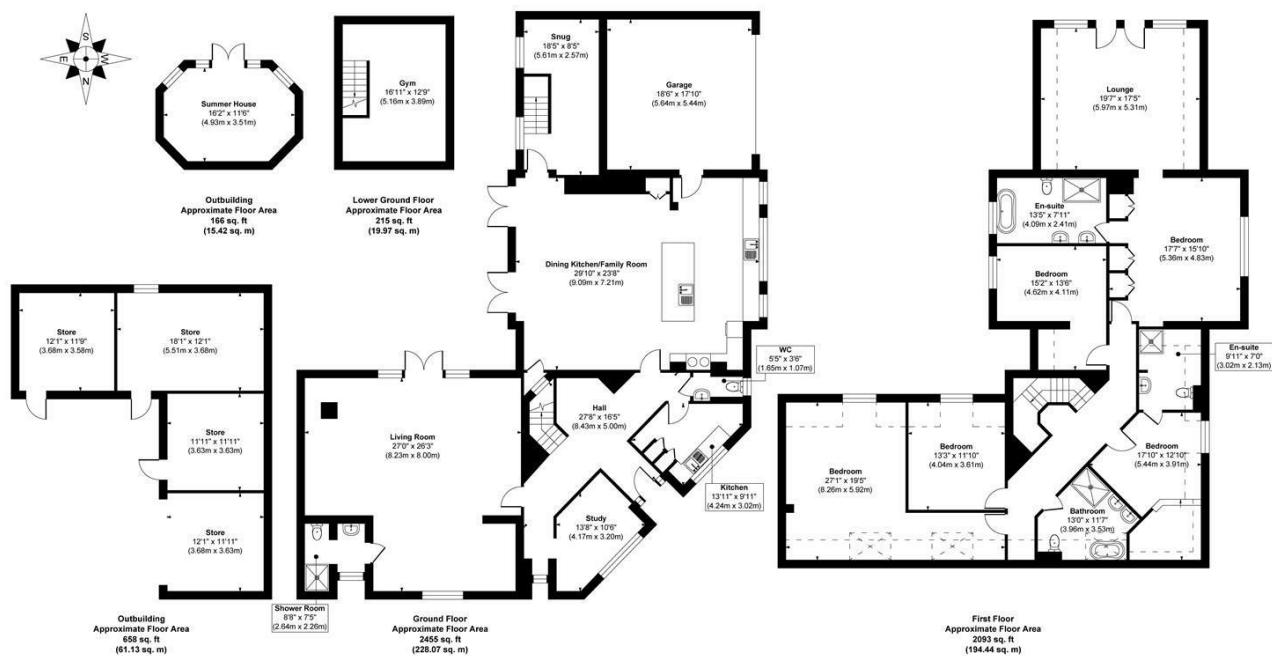 S
E
W
N
Summer House
16'2" x 11'6"
(4.93m x 3.51m)
Outbuilding
Approximate Floor Area
166 sq. ft
(15.42 sq. m)
Gym
16'11" x 12'9"
(5.16m x 3.89m)
Lower Ground Floor
Approximate Floor Area
215 sq. ft
(19.97 sq. m)
Store
12'1" x 11'9"
(3.68m x 3.58m)
Store
18'1" x 12'1"
(5.51m x 3.68m)
Store
11'11" x 11'11"
(3.63m x 3.63m)
Store
12'1" x 11'11"
(3.68m x 3.63m)
Outbuilding
Approximate Floor Area
658 sq. ft
(61.13 sq. m)
Snug
18'5" x 8'5"
(5.61m x 2.57m)
Garage
18'6" x 17'10"
(5.64m x 5.44m)
Dining Kitchen/Family Room
29'10" x 23'8"
(9.09m x 7.21m)
WC
5'5" x 3'6"
(1.65m x 1.07m)
Hall
27'8" x 16'5"
(8.43m x 5.00m)
Living Room
27'0" x 26'3"
(8.23m x 8.00m)
Kitchen
13'11" x 9'11"
(4.24m x 3.02m)
Study
13'8" x 10'6"
(4.17m x 3.20m)
Shower Room
8'8" x 7'5"
(2.64m x 2.26m)
Ground Floor
Approximate Floor Area
2455 sq. ft
(228.07 sq. m)
Lounge
19'7" x 17'5"
(5.97m x 5.31m)
En-suite
13'5" x 7'11"
(4.09m x 2.41m)
Bedroom
17'7" x 15'10"
(5.36m x 4.83m)
Bedroom
15'2" x 13'6"
(4.62m x 4.11m)
En-suite
9'11" x 7'0"
(3.02m x 2.13m)
Bedroom
13'3" x 11'10"
(4.04m x 3.61m)
Bedroom
27'1" x 19'5"
(8.26m x 5.92m)
Bedroom
17'10" x 12'10"
(5.44m x 3.91m)
Bathroom
13'0" x 11'7"
(3.96m x 3.53m)
First Floor
Approximate Floor Area
2093 sq. ft
(194.44 sq. m)